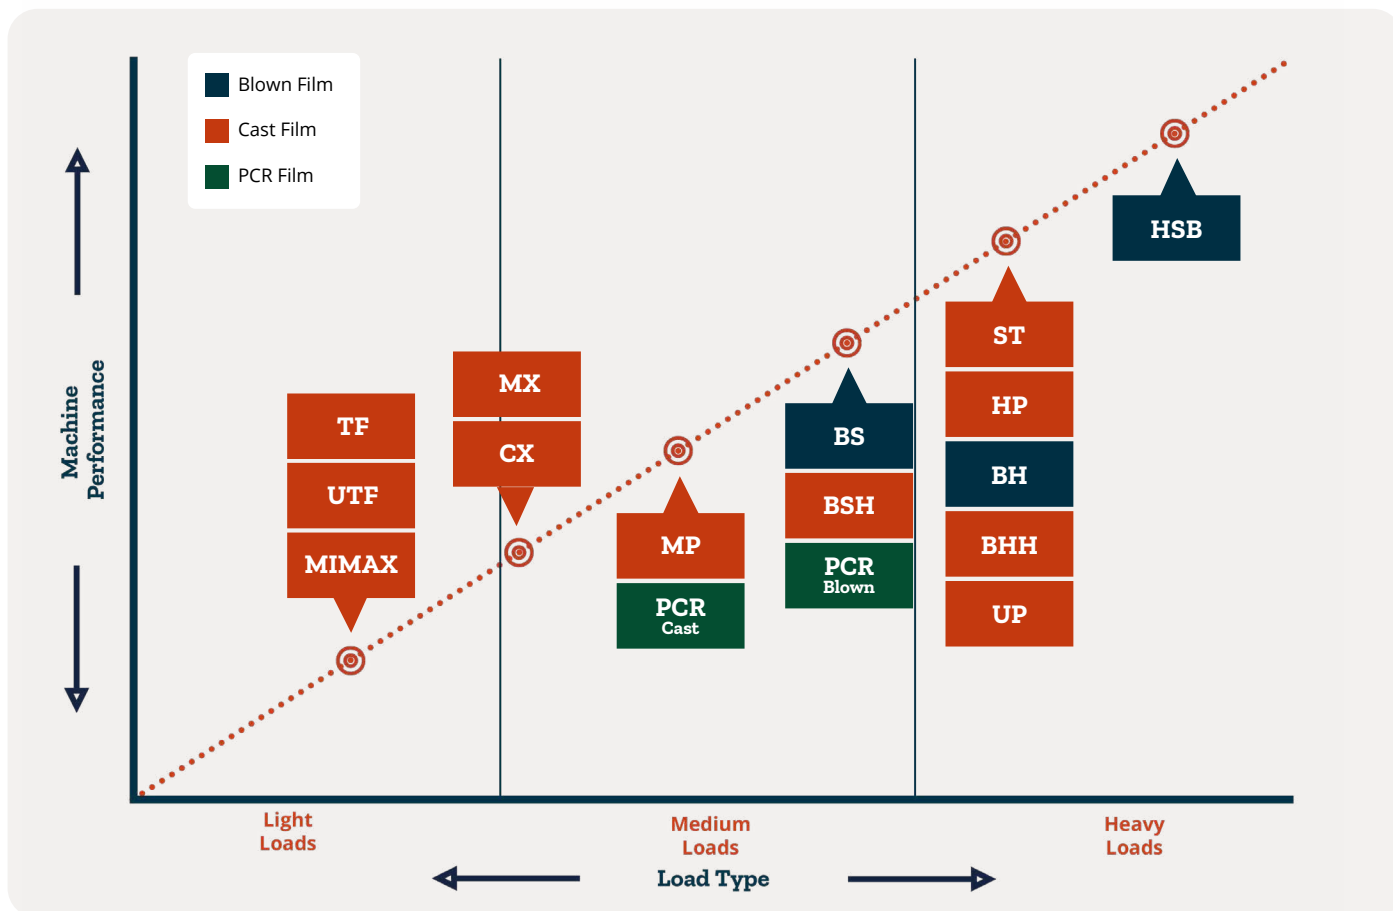 Blown Film
Cast Film
PCR Film
Machine
Performance
TF
UTF
MIMAX
MX
CX
MP
PCR
Cast
BS
BSH
PCR
Blown
ST
HP
BH
BHH
UP
HSB
Light
Loads
Medium
Loads
Heavy
Loads
Load Type